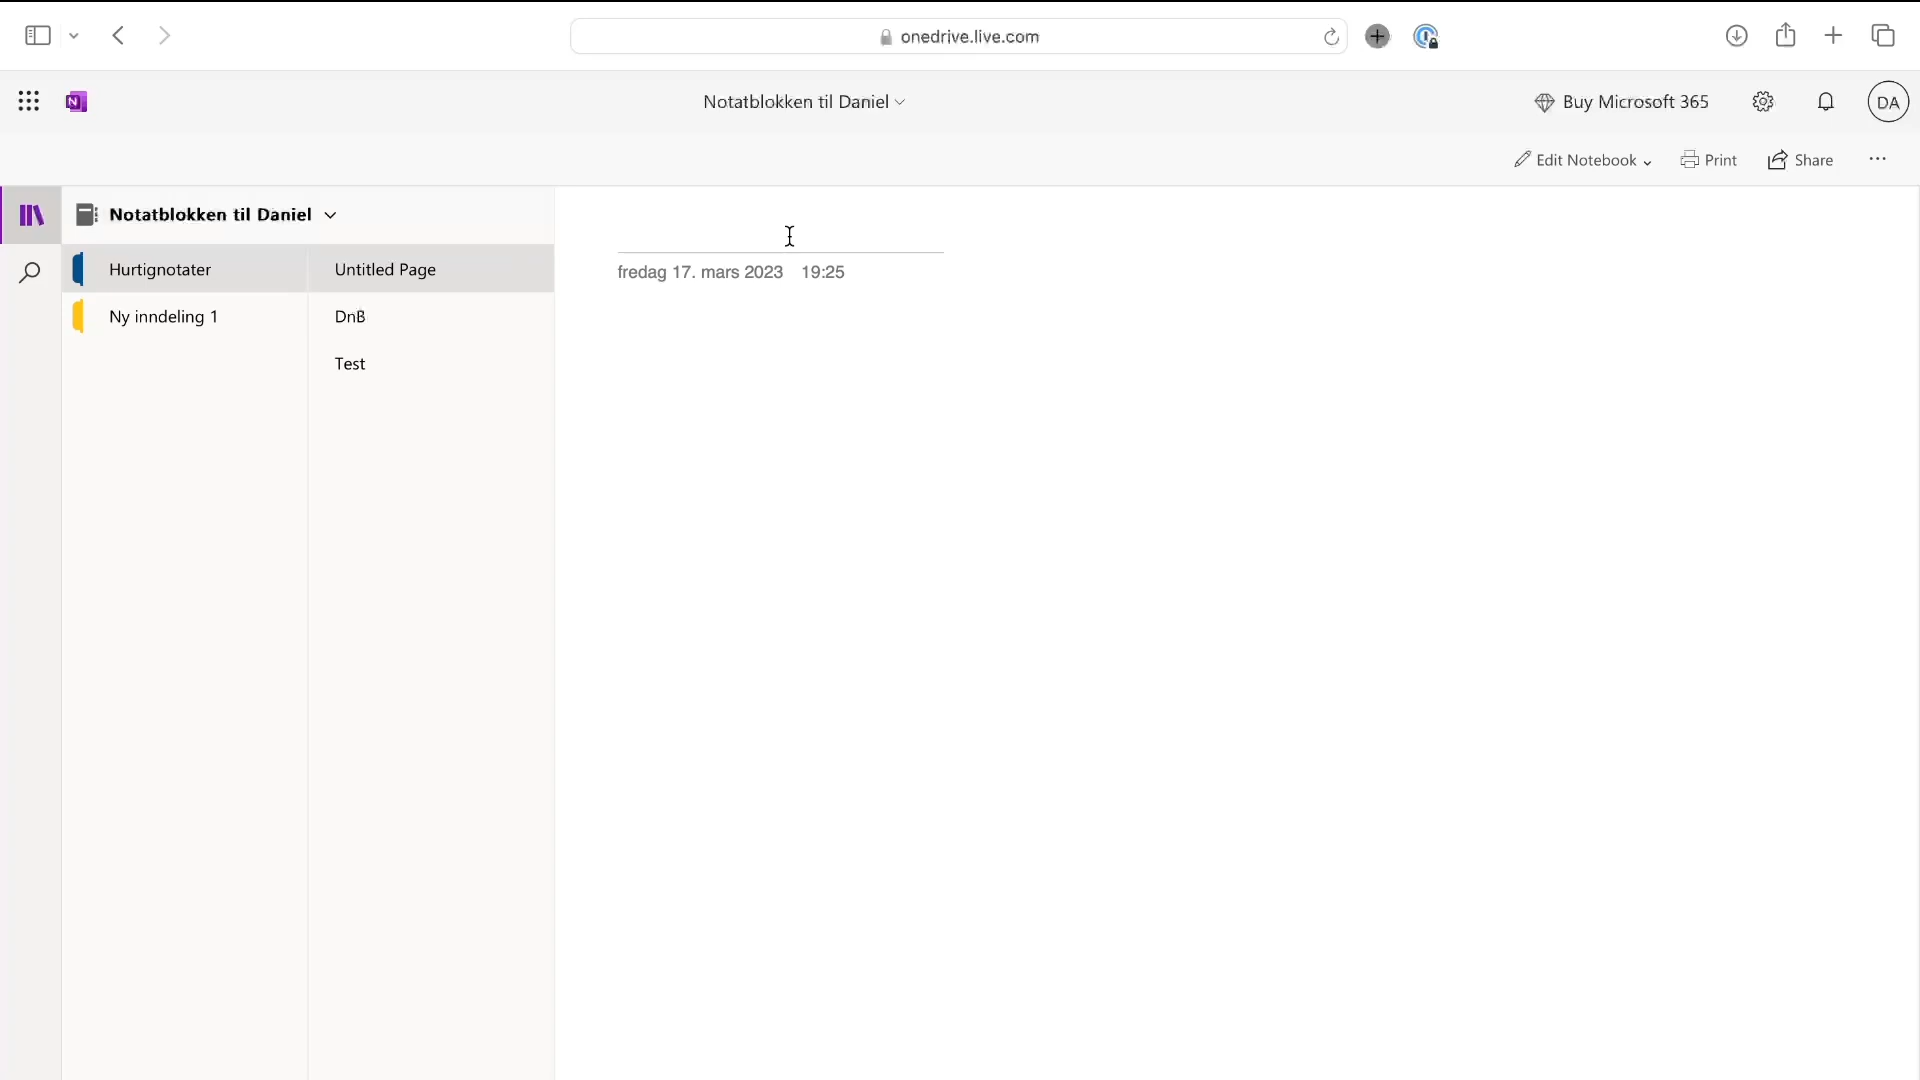 onedrive.live.com
N
Notatblokken til Daniel
Buy Microsoft 365
DA
Edit Notebook
Print
Share
Notatblokken til Daniel
Hurtignotater
Ny inndeling 1
Untitled Page
DnB
Test
fredag 17. mars 2023 19:25